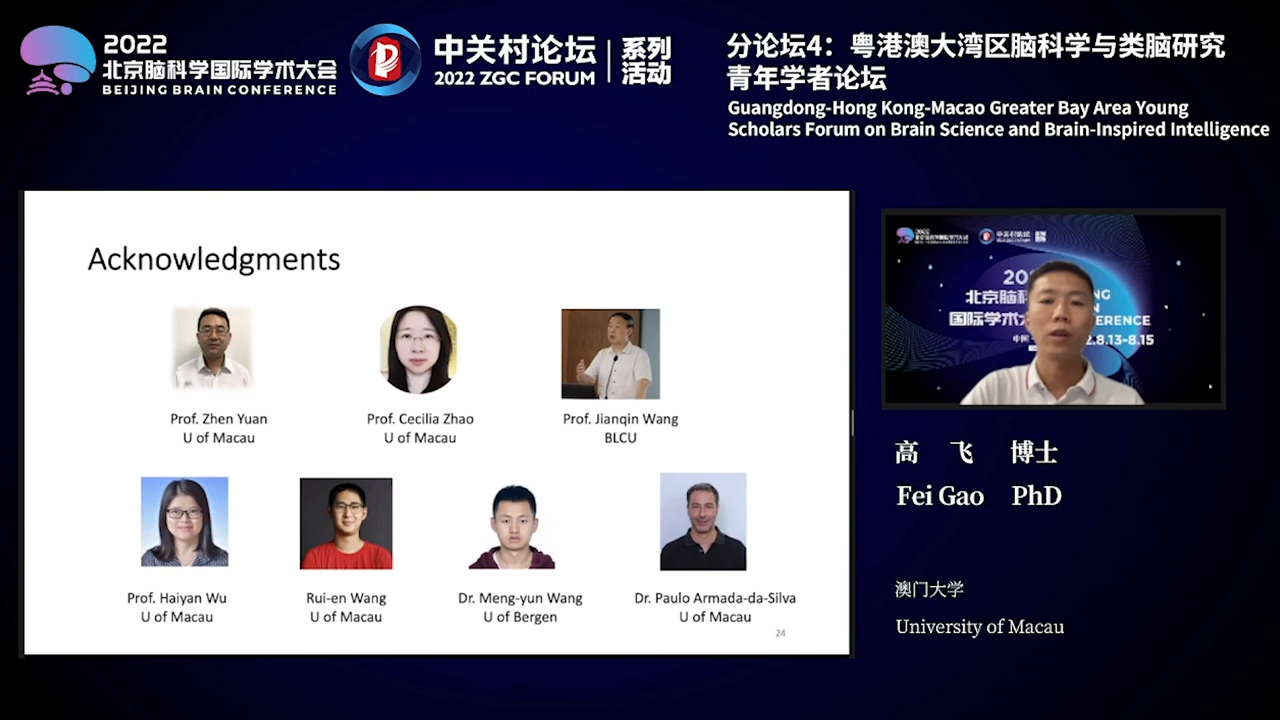 2022
北京脑科学国际学术大会
BEIJING BRAIN CONFERENCE
中关村论坛
2022 ZGC FORUM
系列
活动
分论坛4：粤港澳大湾区脑科学与类脑研究
青年学者论坛
Guangdong-Hong Kong-Macao Greater Bay Area Young
Scholars Forum on Brain Science and Brain-Inspired Intelligence
Acknowledgments
Prof. Zhen Yuan
U of Macau
Prof. Cecilia Zhao
U of Macau
Prof. Jianqin Wang
BLCU
Prof. Haiyan Wu
U of Macau
Rui-en Wang
U of Macau
Dr. Meng-yun Wang
U of Bergen
Dr. Paulo Armada-da-Silva
U of Macau
24
高 飞 博士
Fei Gao PhD
澳门大学
University of Macau